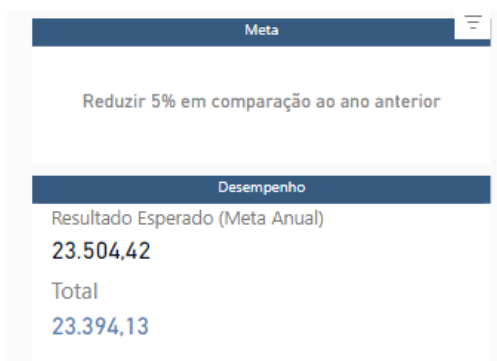 Meta
Reduzir 5% em comparação ao ano anterior
Desempenho
Resultado Esperado (Meta Anual)
23.504,42
Total
23.394,13